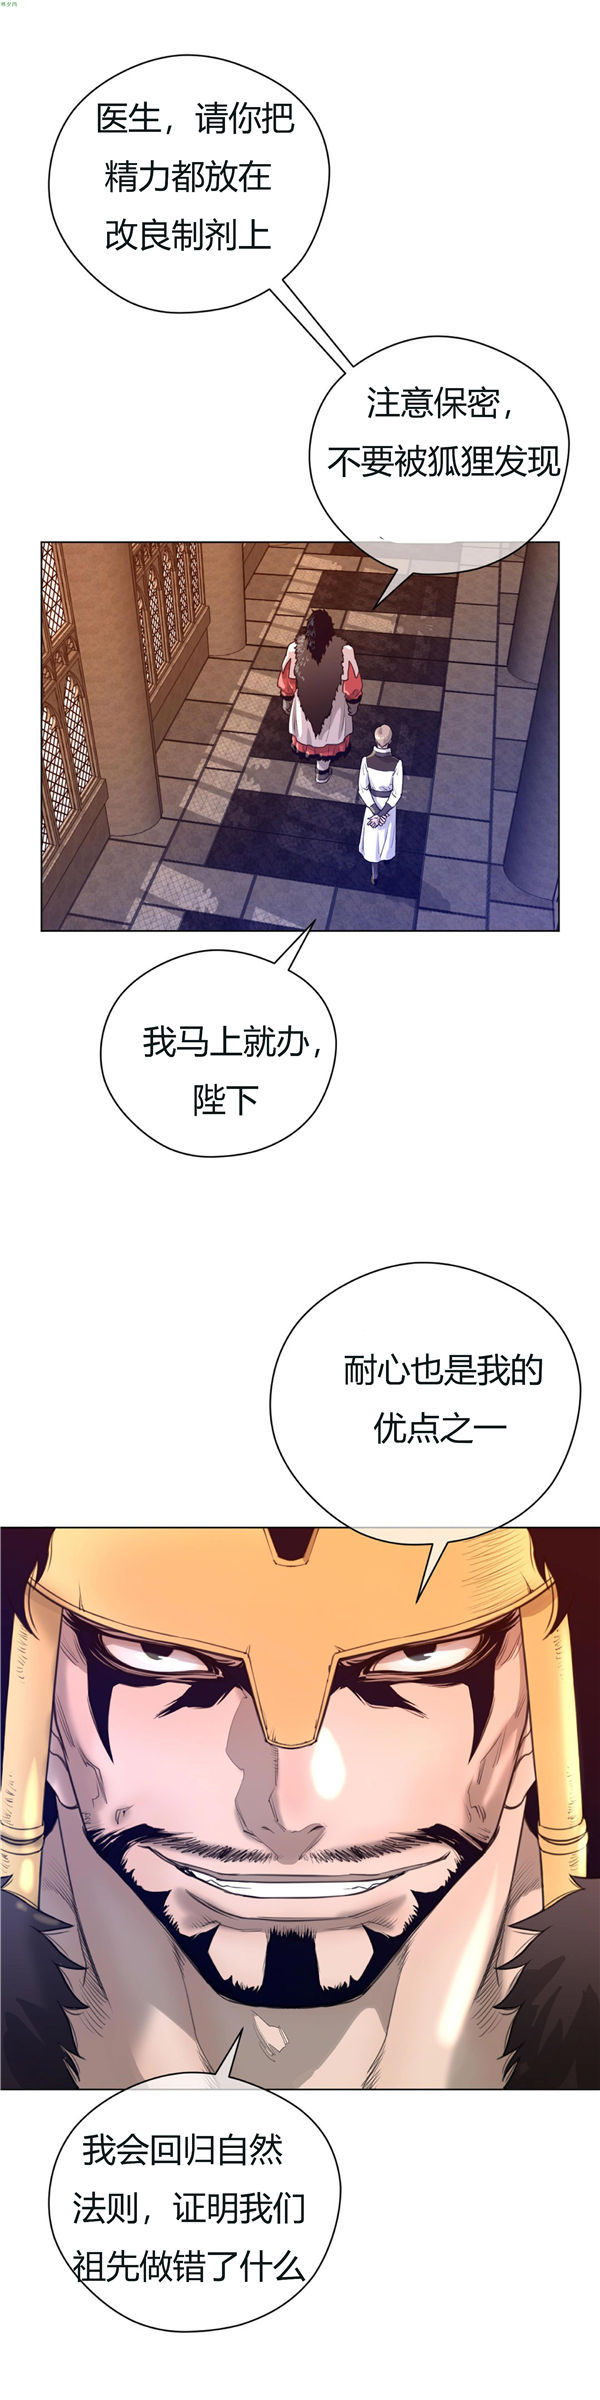 医生，请你把
精力都放在
改良制剂上
注意保密，
不要被狐狸发现
我马上就办，
陛下
耐心也是我的
优点之一
我会回归自然
法则，证明我们
祖先做错了什么